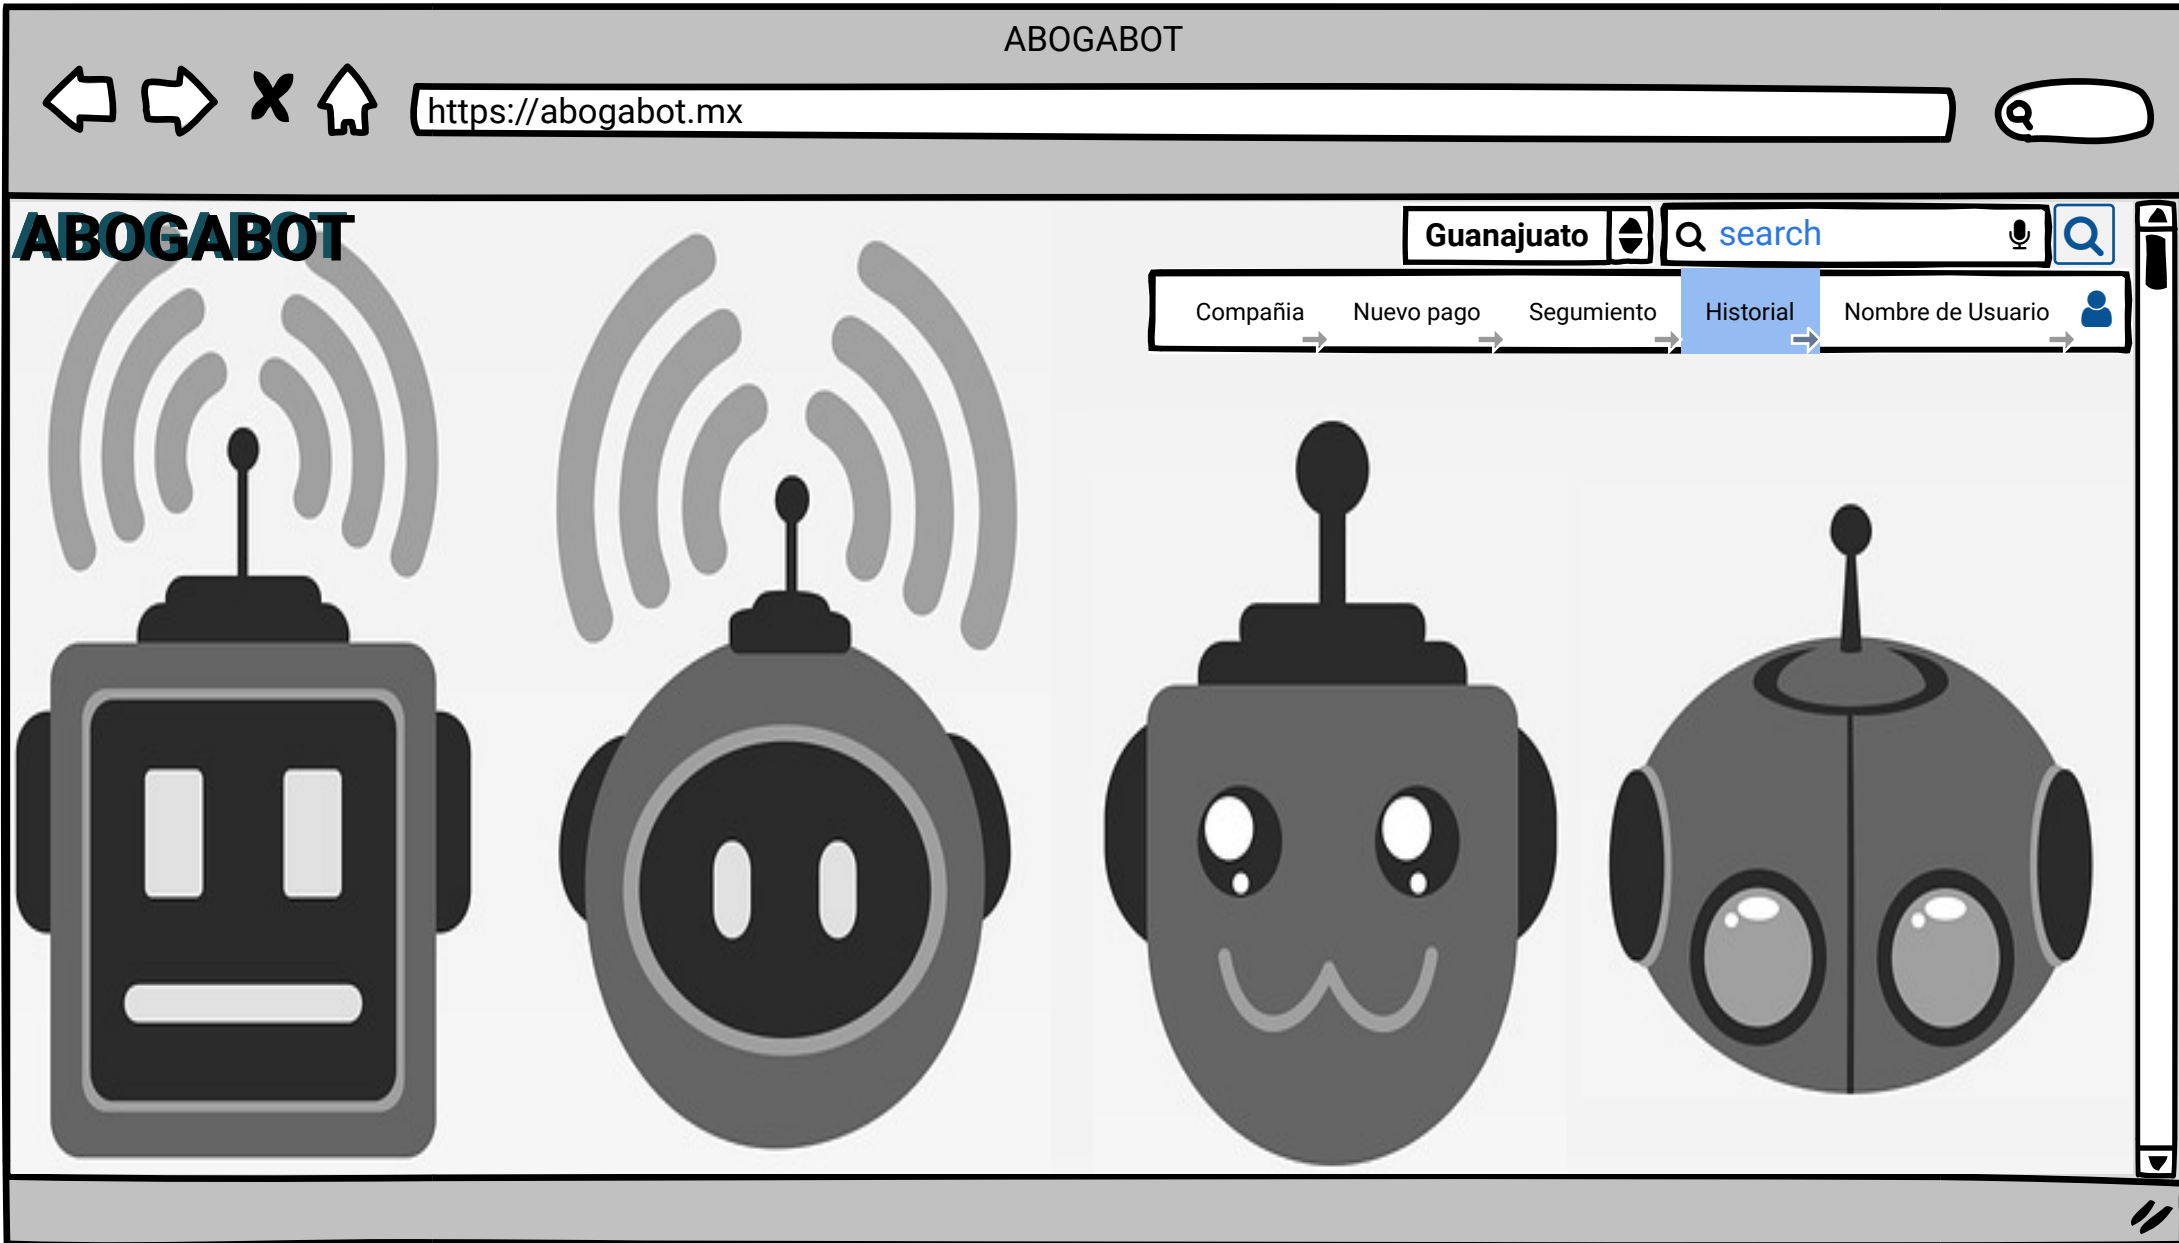 ABOGABOT
https://abogabot.mx
ABOGABOT
Guanajuato
search
Compañia
Nuevo pago
Segumiento
Historial
Nombre de Usuario